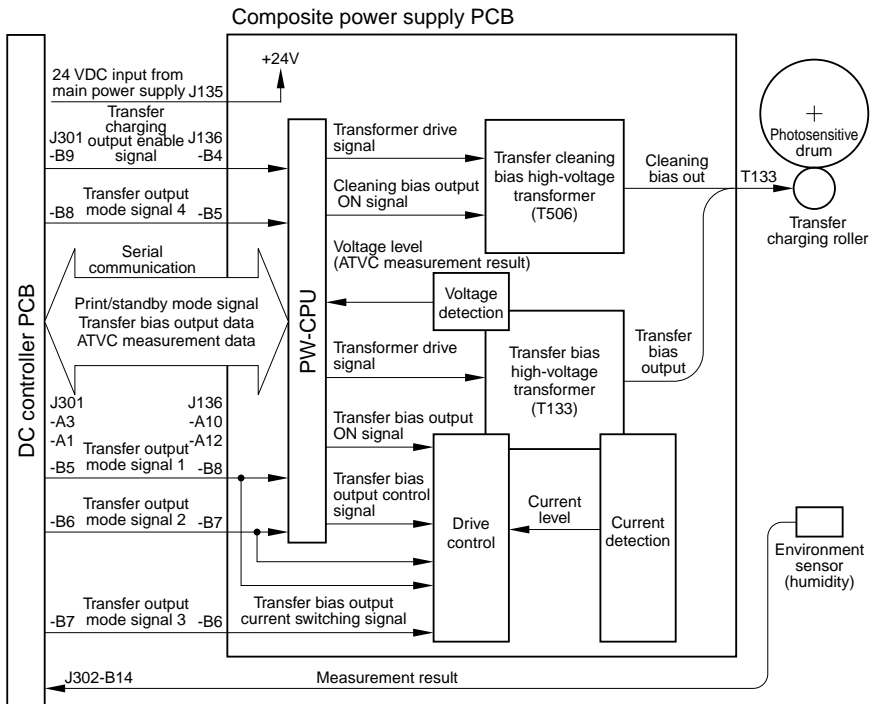 Composite power supply PCB
+24V
24 VDC input from
main power supply J135
Transfer
charging
J301 output enable J136
-B9 signal -B4
Transfer output
-B8 mode signal 4 -B5
Serial
communication
Print/standby mode signal
Transfer bias output data
ATVC measurement data
J301 J136
-A3 -A10
-A1 -A12
Transfer output
-B5 mode signal 1 -B8
Transfer output
-B6 mode signal 2 -B7
Transfer output
-B7 mode signal 3 -B6
DC controller PCB
PW-CPU
Transformer drive
signal
Cleaning bias output
ON signal
Voltage level
(ATVC measurement result)
Transformer drive
signal
Transfer bias output
ON signal
Transfer bias
output control
signal
Transfer bias output
current switching signal
Transfer cleaning
bias high-voltage
transformer
(T506)
Voltage
detection
Transfer bias
high-voltage
transformer
(T133)
Drive
control
Current
level
Current
detection
Cleaning
bias out
T133
Transfer
bias
output
Photosensitive
drum
Transfer
charging roller
Environment
sensor
(humidity)
J302-B14 Measurement result